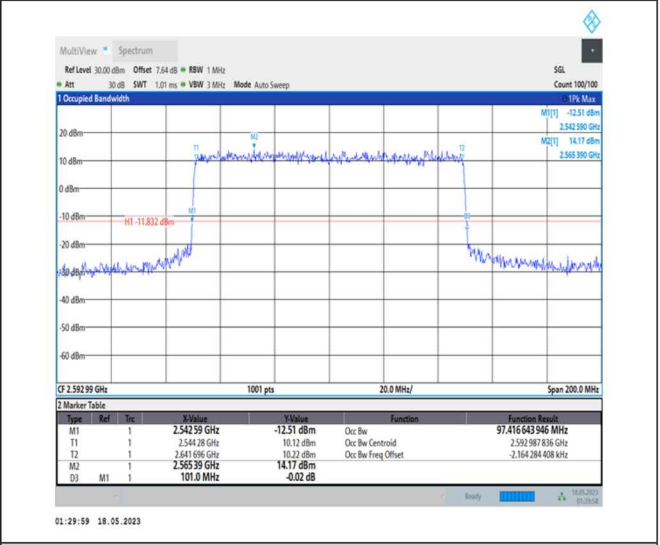 MultiView Spectrum
Ref Level 30.00 dBm Offset 7.64 dB RBW 1 MHz SGL
Att 30 dB SWT 1.01 ms VBW 3 MHz Mode Auto Sweep Count 100/100
1 Occupied Bandwidth 1Pk Max
M1[1] -12.51 dBm
2.542 590 GHz
M2[1] 14.17 dBm
2.565 390 GHz
20 dBm
M2
T1 T2
10 dBm
0 dBm
-10 dBm
M1 D3
H1 -11.832 dBm
-20 dBm
-30 dBm
-40 dBm
-50 dBm
-60 dBm
CF 2.592 99 GHz 1001 pts 20.0 MHz/ Span 200.0 MHz
2 Marker Table
Type Ref Trc X-Value Y-Value Function Function Result
M1 1 2.542 59 GHz -12.51 dBm Occ Bw 97.416 643 946 MHz
T1 1 2.544 28 GHz 10.12 dBm Occ Bw Centroid 2.592 987 836 GHz
T2 1 2.641 696 GHz 10.22 dBm Occ Bw Freq Offset -2.164 284 408 kHz
M2 1 2.565 39 GHz 14.17 dBm
D3 M1 1 101.0 MHz -0.02 dB
Ready 18.05.2023
01:29:58
01:29:59 18.05.2023